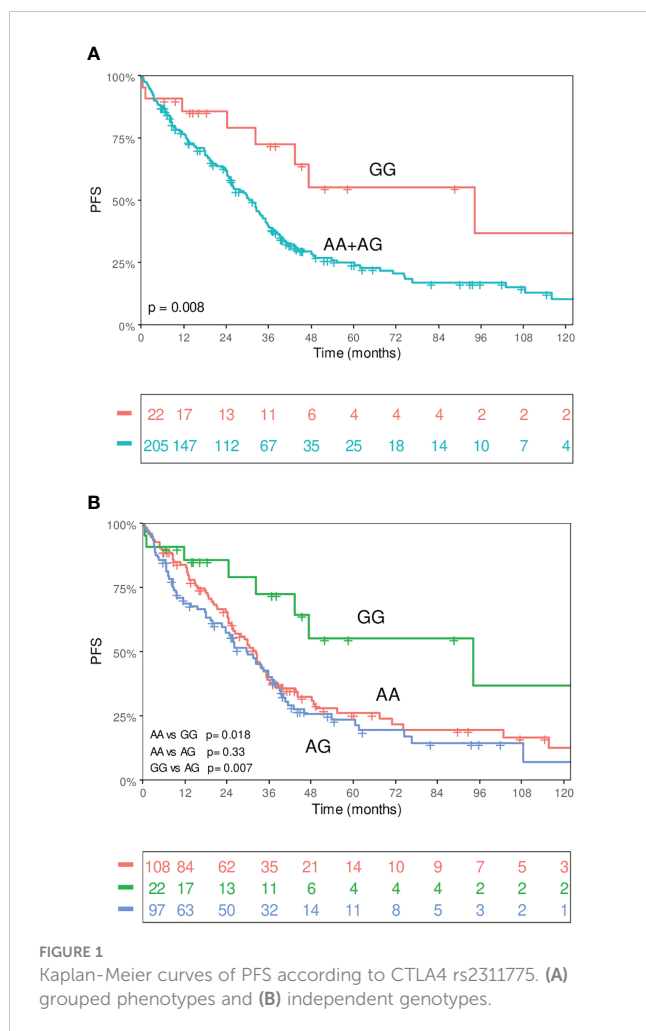 A
100%
75%
50%
25%
0%
PFS
GG
AA+AG
p = 0.008
0 12 24 36 48 60 72 84 96 108 120
Time (months)
22 17 13 11 6 4 4 4 2 2 2
205 147 112 67 35 25 18 14 10 7 4
B
100%
75%
50%
25%
0%
PFS
GG
AA
AG
AA vs GG p= 0.018
AA vs AG p= 0.33
GG vs AG p= 0.007
0 12 24 36 48 60 72 84 96 108 120
Time (months)
108 84 62 35 21 14 10 9 7 5 3
22 17 13 11 6 4 4 4 2 2 2
97 63 50 32 14 11 8 5 3 2 1
FIGURE 1
Kaplan-Meier curves of PFS according to CTLA4 rs2311775. (A)
grouped phenotypes and (B) independent genotypes.